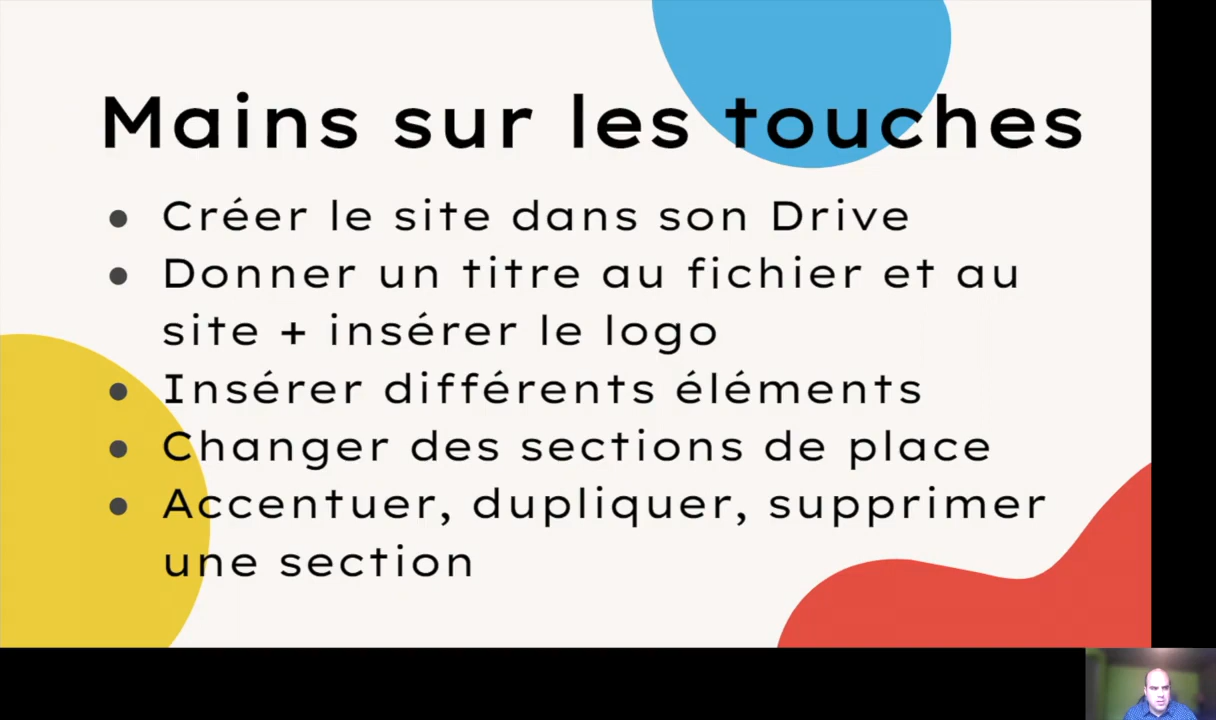 Mains sur les touches
● Créer le site dans son Drive
● Donner un titre au fichier et au
site + insérer le logo
● Insérer différents éléments
● Changer des sections de place
● Accentuer, dupliquer, supprimer
une section